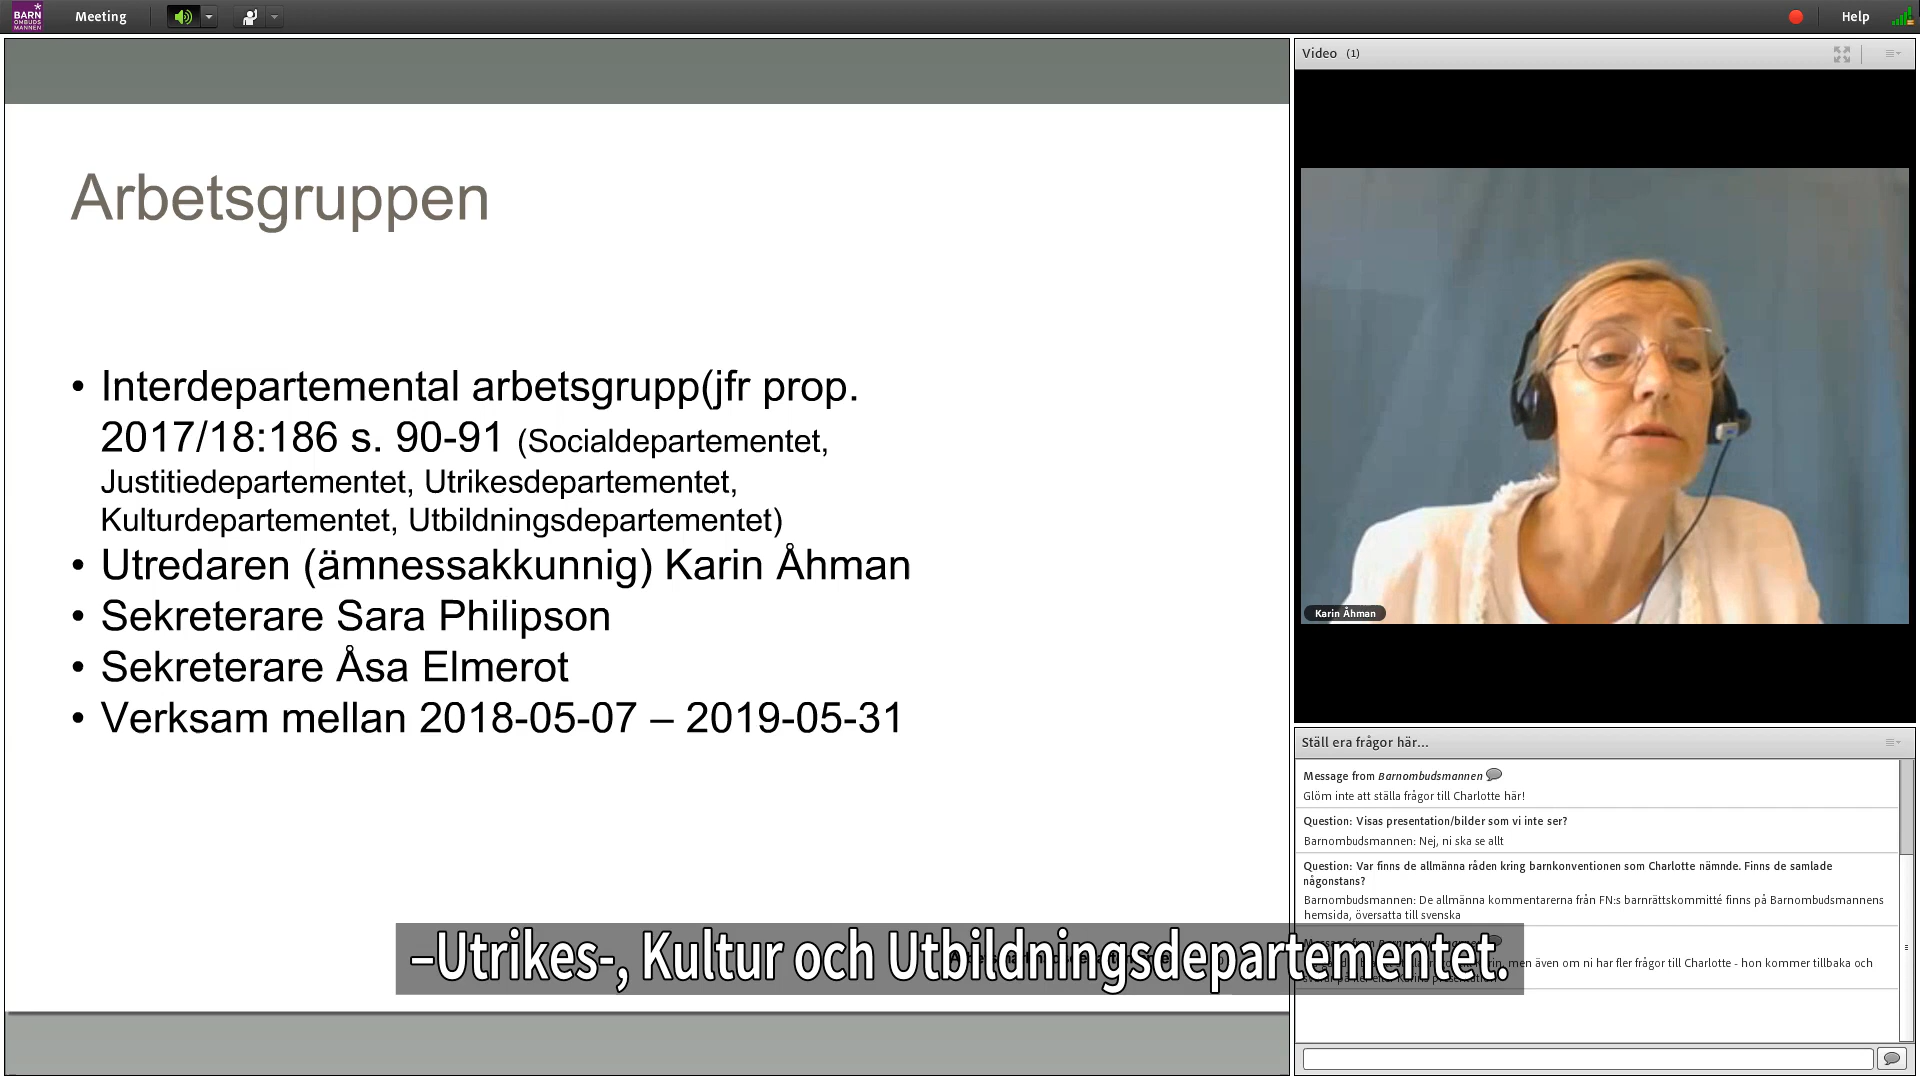 BARN
OMBUDS
MANNEN
Meeting
Help
Arbetsgruppen
• Interdepartemental arbetsgrupp(jfr prop.
2017/18:186 s. 90-91 (Socialdepartementet,
Justitiedepartementet, Utrikesdepartementet,
Kulturdepartementet, Utbildningsdepartementet)
• Utredaren (ämnessakkunnig) Karin Åhman
• Sekreterare Sara Philipson
• Sekreterare Åsa Elmerot
• Verksam mellan 2018-05-07 – 2019-05-31
Video (1)
Karin Åhman
Ställ era frågor här...
Message from Barnombudsmannen
Glöm inte att ställa frågor till Charlotte här!
Question: Visas presentation/bilder som vi inte ser?
Barnombudsmannen: Nej, ni ska se allt
Question: Var finns de allmänna råden kring barnkonventionen som Charlotte nämnde. Finns de samlade
någonstans?
Barnombudsmannen: De allmänna kommentarerna från FN:s barnrättskommitté finns på Barnombudsmannens
hemsida, översatta till svenska
Message from
men även om ni har fler frågor till Charlotte - hon kommer tillbaka och
–Utrikes-, Kultur och Utbildningsdepartementet.